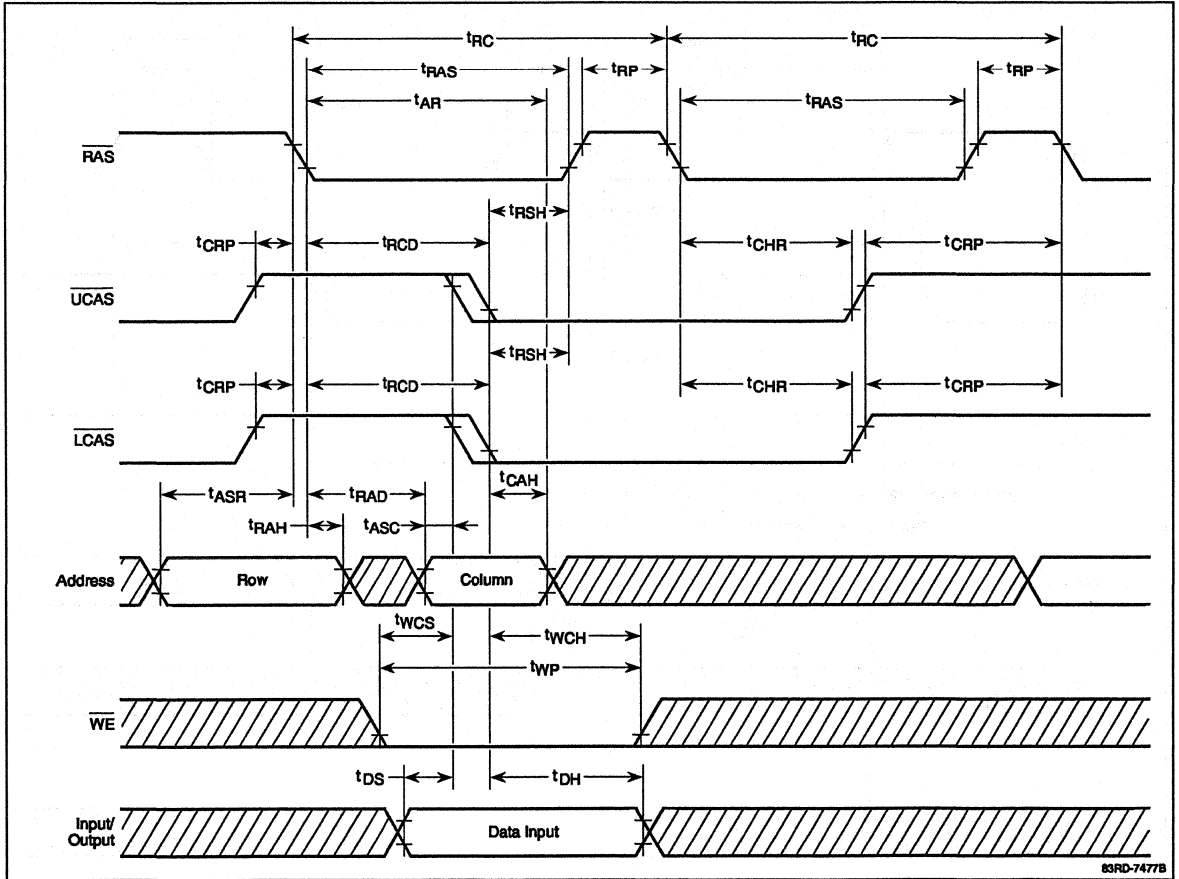 tRC tRC
tRAS tRP tRP
tAR tRAS
RAS
tRSH
tCRP tRCD tCHR tCRP
UCAS
tRSH
tCRP tRCD tCHR tCRP
LCAS
tCAH
tASR tRAD
tRAH tASC
Address Row Column
tWCS tWCH
tWP
WE
tDS tDH
Input/
Output Data Input
83RD-7477B